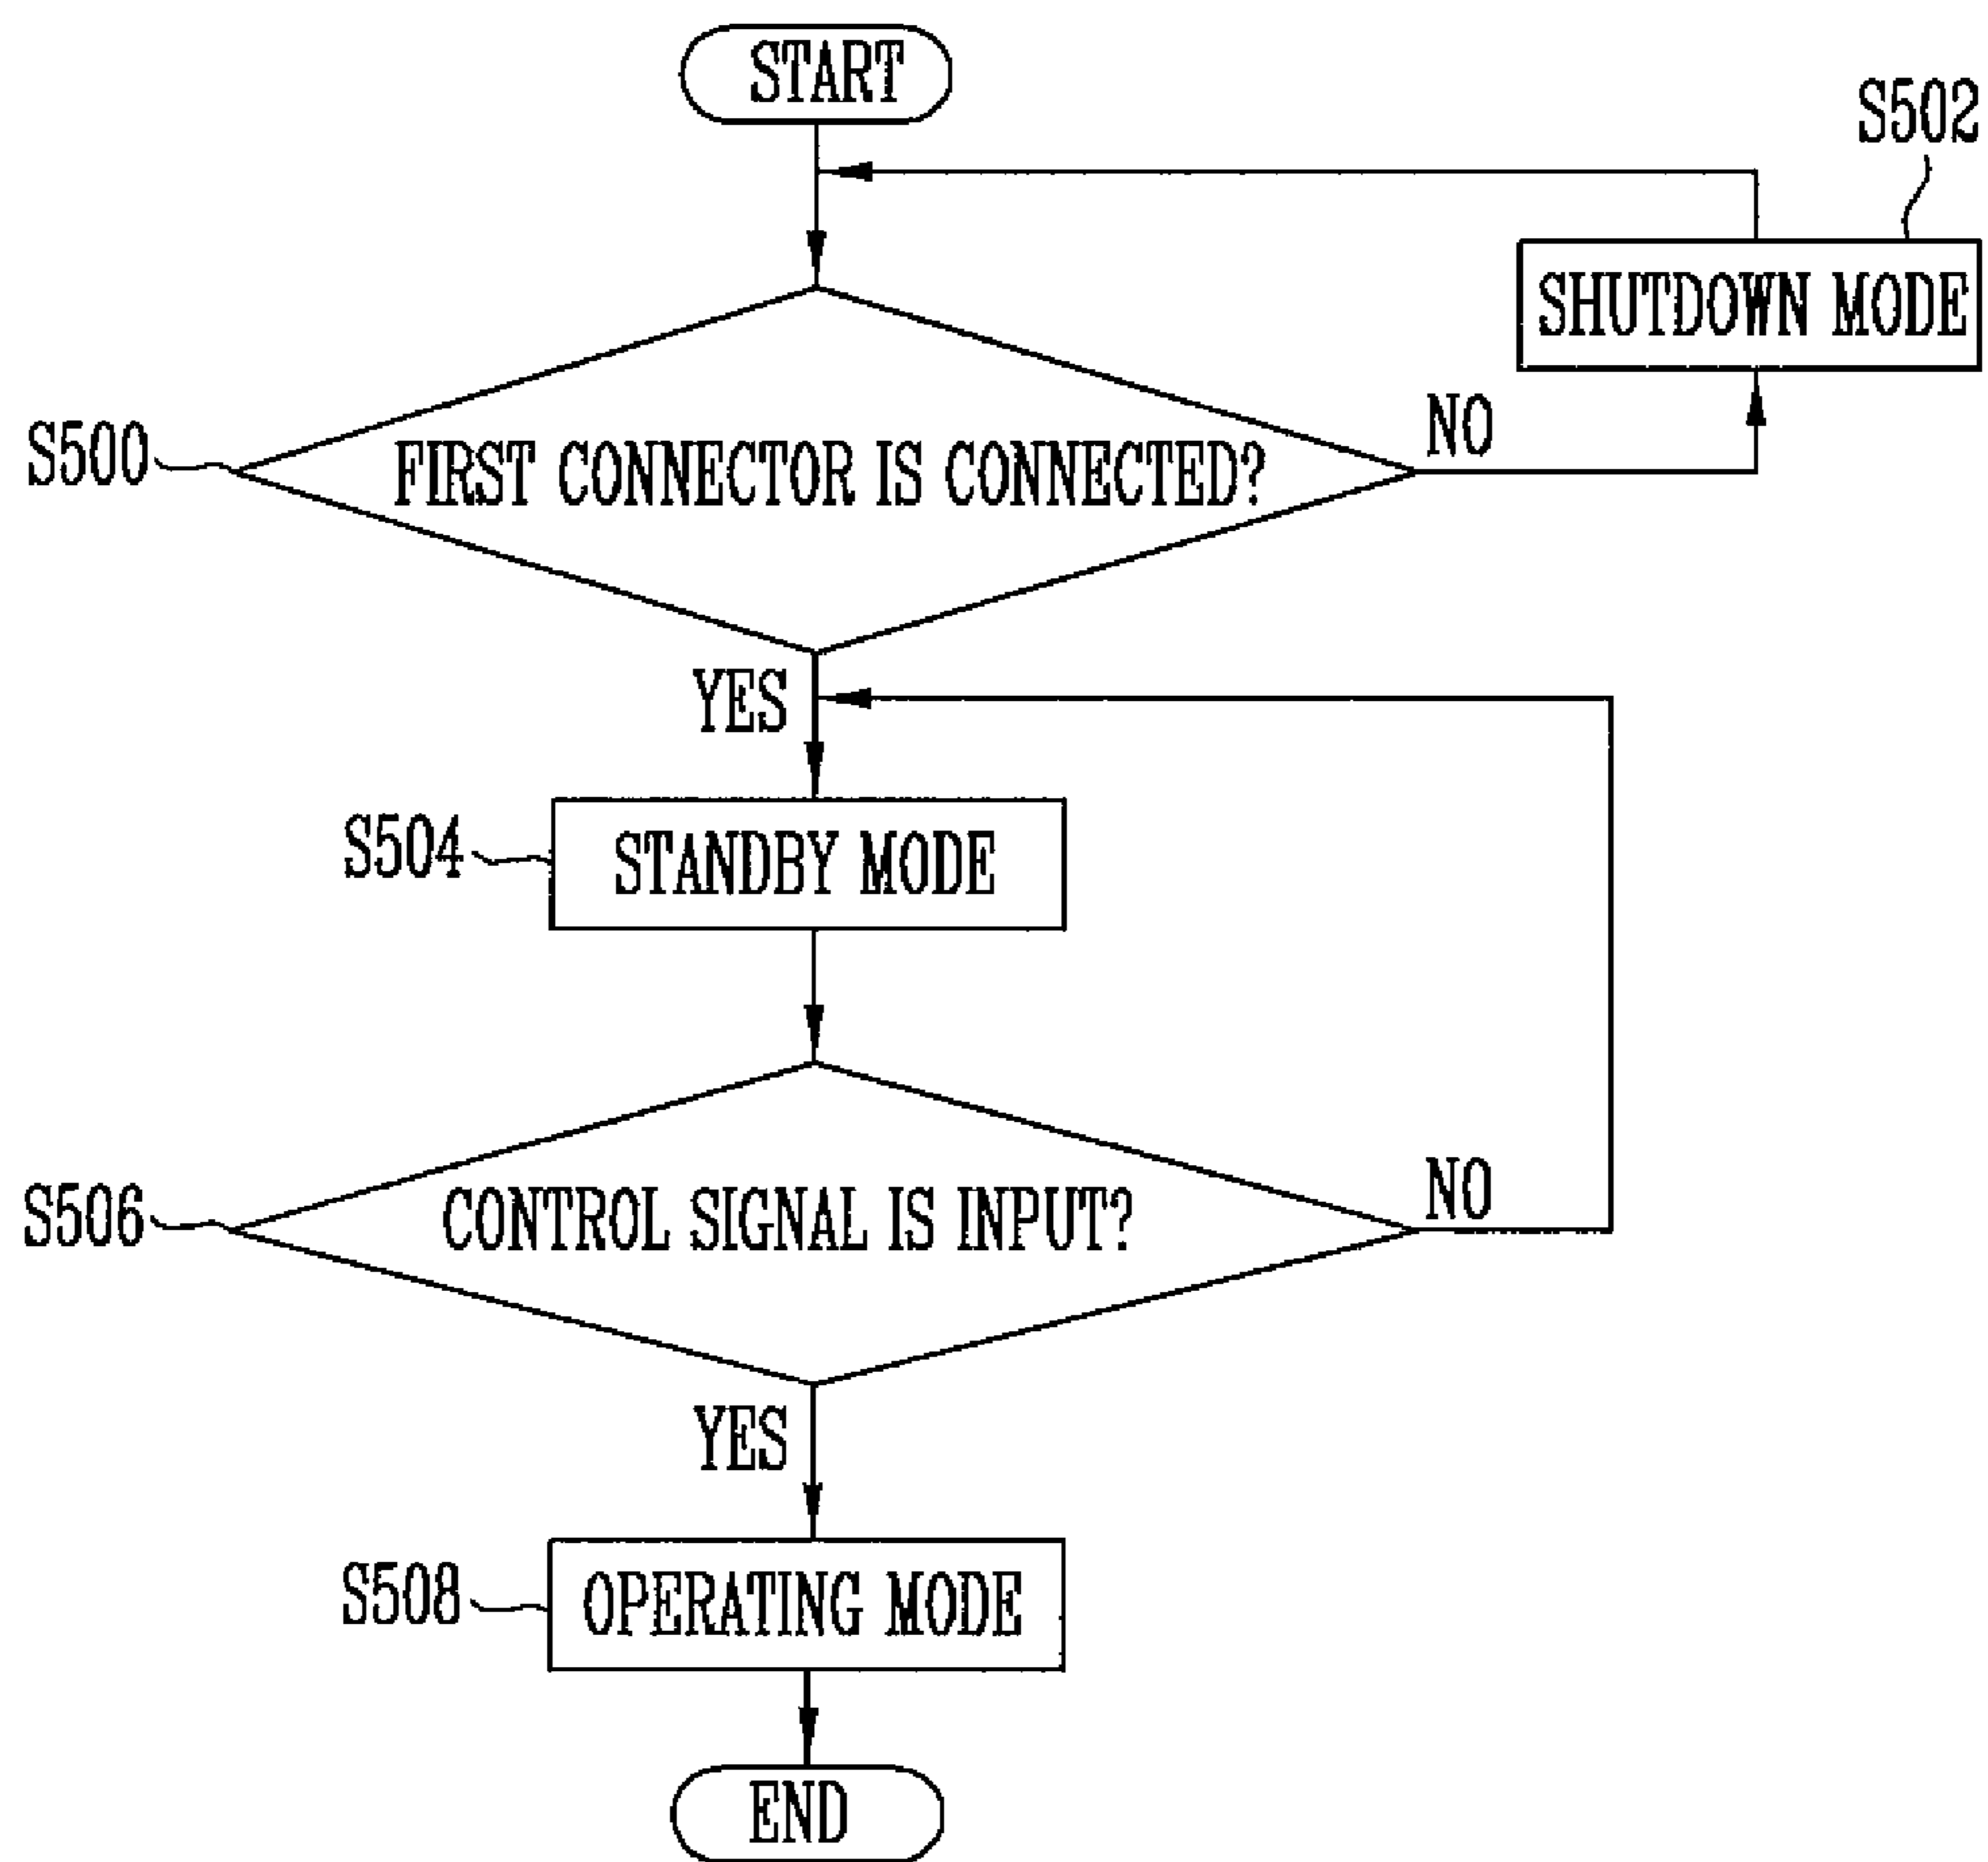 START
S502
SHUTDOWN MODE
NO
S500
FIRST CONNECTOR IS CONNECTED?
YES
S504
STANDBY MODE
NO
S506
CONTROL SIGNAL IS INPUT?
YES
S508
OPERATING MODE
END